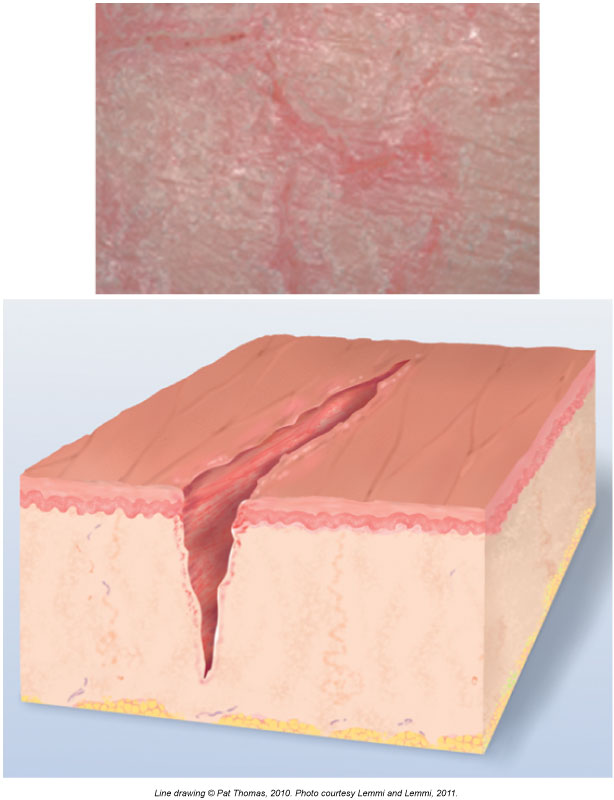 Line drawing © Pat Thomas, 2010. Photo courtesy Lemmi and Lemmi, 2011.